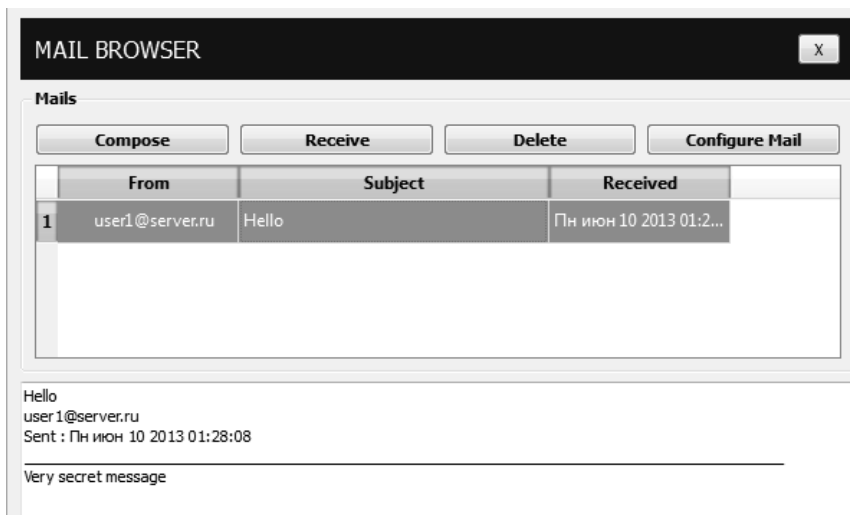 MAIL BROWSER X
Mails
Compose Receive Delete Configure Mail
From Subject Received
1 user1@server.ru Hello Пн июн 10 2013 01:2...
Hello
user1@server.ru
Sent : Пн июн 10 2013 01:28:08
Very secret message